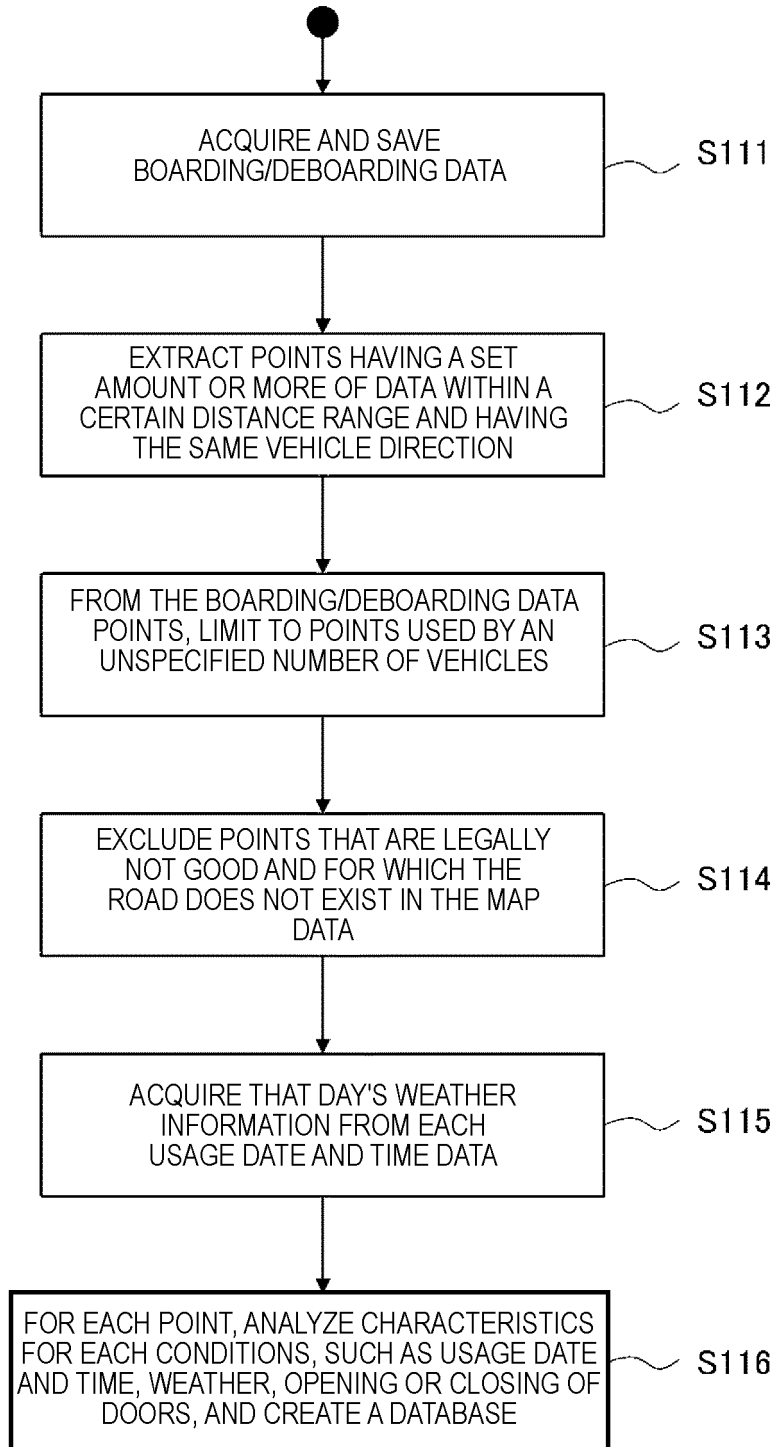 ACQUIRE AND SAVE
BOARDING/DEBOARDING DATA
S111
EXTRACT POINTS HAVING A SET
AMOUNT OR MORE OF DATA WITHIN A
CERTAIN DISTANCE RANGE AND HAVING
THE SAME VEHICLE DIRECTION
S112
FROM THE BOARDING/DEBOARDING DATA
POINTS, LIMIT TO POINTS USED BY AN
UNSPECIFIED NUMBER OF VEHICLES
S113
EXCLUDE POINTS THAT ARE LEGALLY
NOT GOOD AND FOR WHICH THE
ROAD DOES NOT EXIST IN THE MAP
DATA
S114
ACQUIRE THAT DAY'S WEATHER
INFORMATION FROM EACH
USAGE DATE AND TIME DATA
S115
FOR EACH POINT, ANALYZE CHARACTERISTICS
FOR EACH CONDITIONS, SUCH AS USAGE DATE
AND TIME, WEATHER, OPENING OR CLOSING OF
DOORS, AND CREATE A DATABASE
S116